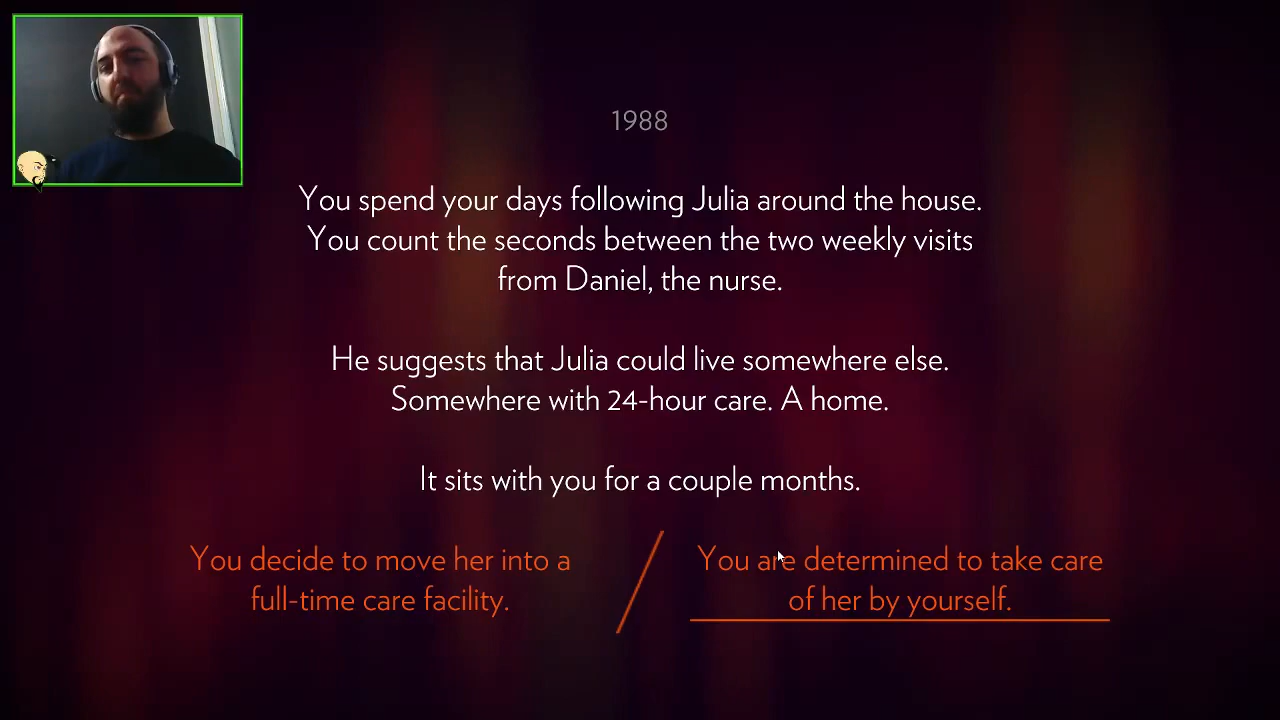 1988
You spend your days following Julia around the house.
You count the seconds between the two weekly visits
from Daniel, the nurse.
He suggests that Julia could live somewhere else.
Somewhere with 24-hour care. A home.
It sits with you for a couple months.
You decide to move her into a
full-time care facility.
You are determined to take care
of her by yourself.